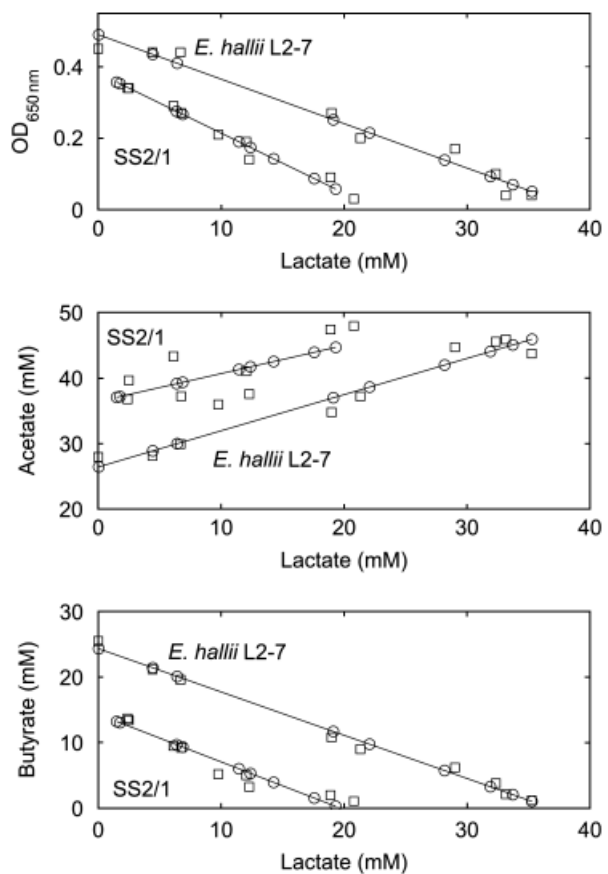 OD650 nm
0.4
0.2
0
E. hallii L2-7
SS2/1
0 10 20 30 40
Lactate (mM)
Acetate (mM)
50
40
30
20
SS2/1
E. hallii L2-7
0 10 20 30 40
Lactate (mM)
Butyrate (mM)
30
20
10
0
E. hallii L2-7
SS2/1
0 10 20 30 40
Lactate (mM)